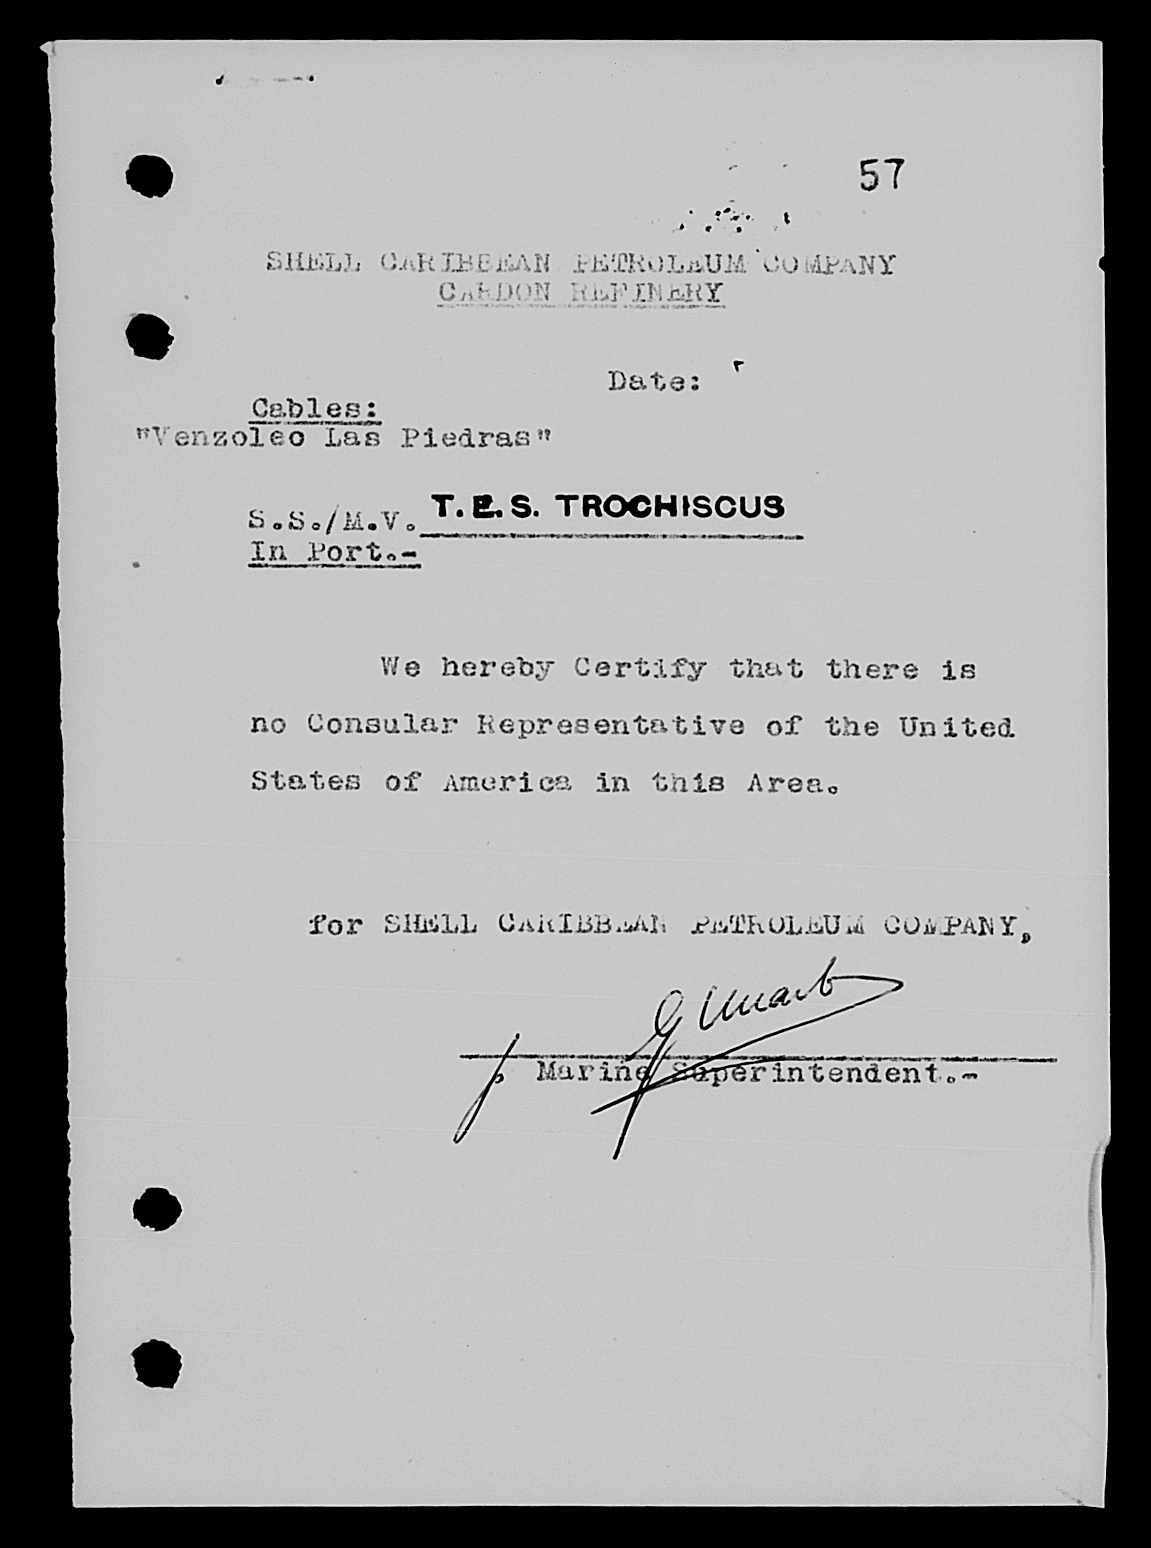 57
SHELL CARIBBEAN PETROLEUM COMPANY
CARDON REFINERY
Date:
Cables:
"Venzoleo Las Piedras"
S.S./M.V. T.E.S. TROCHISCUS
In Port.-
We hereby Certify that there is
no Consular Representative of the United
States of America in this Area.
for SHELL CARIBBEAN PETROLEUM COMPANY,
Marine Superintendent.-